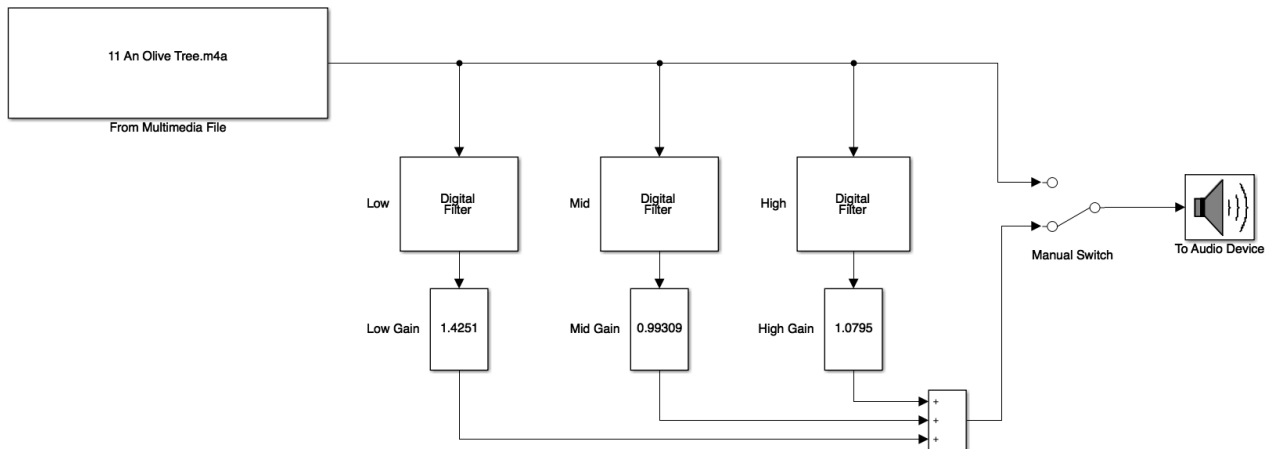 11 An Olive Tree.m4a
From Multimedia File
Low
Digital
Filter
Mid
Digital
Filter
High
Digital
Filter
Manual Switch
To Audio Device
Low Gain
1.4251
Mid Gain
0.99309
High Gain
1.0795
+
+
+